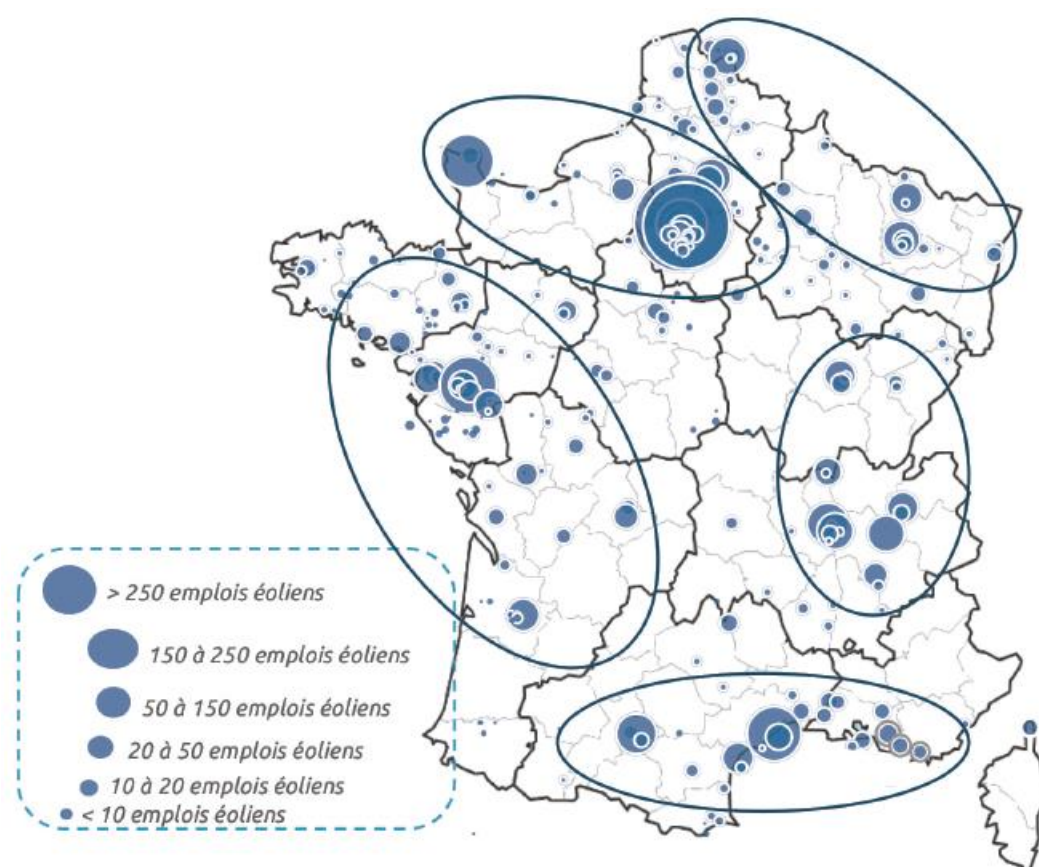 > 250 emplois éoliens
150 à 250 emplois éoliens
50 à 150 emplois éoliens
20 à 50 emplois éoliens
10 à 20 emplois éoliens
< 10 emplois éoliens